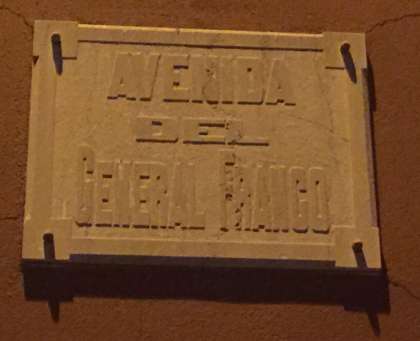 AVENIDA
DEL
GENERAL FRANCO